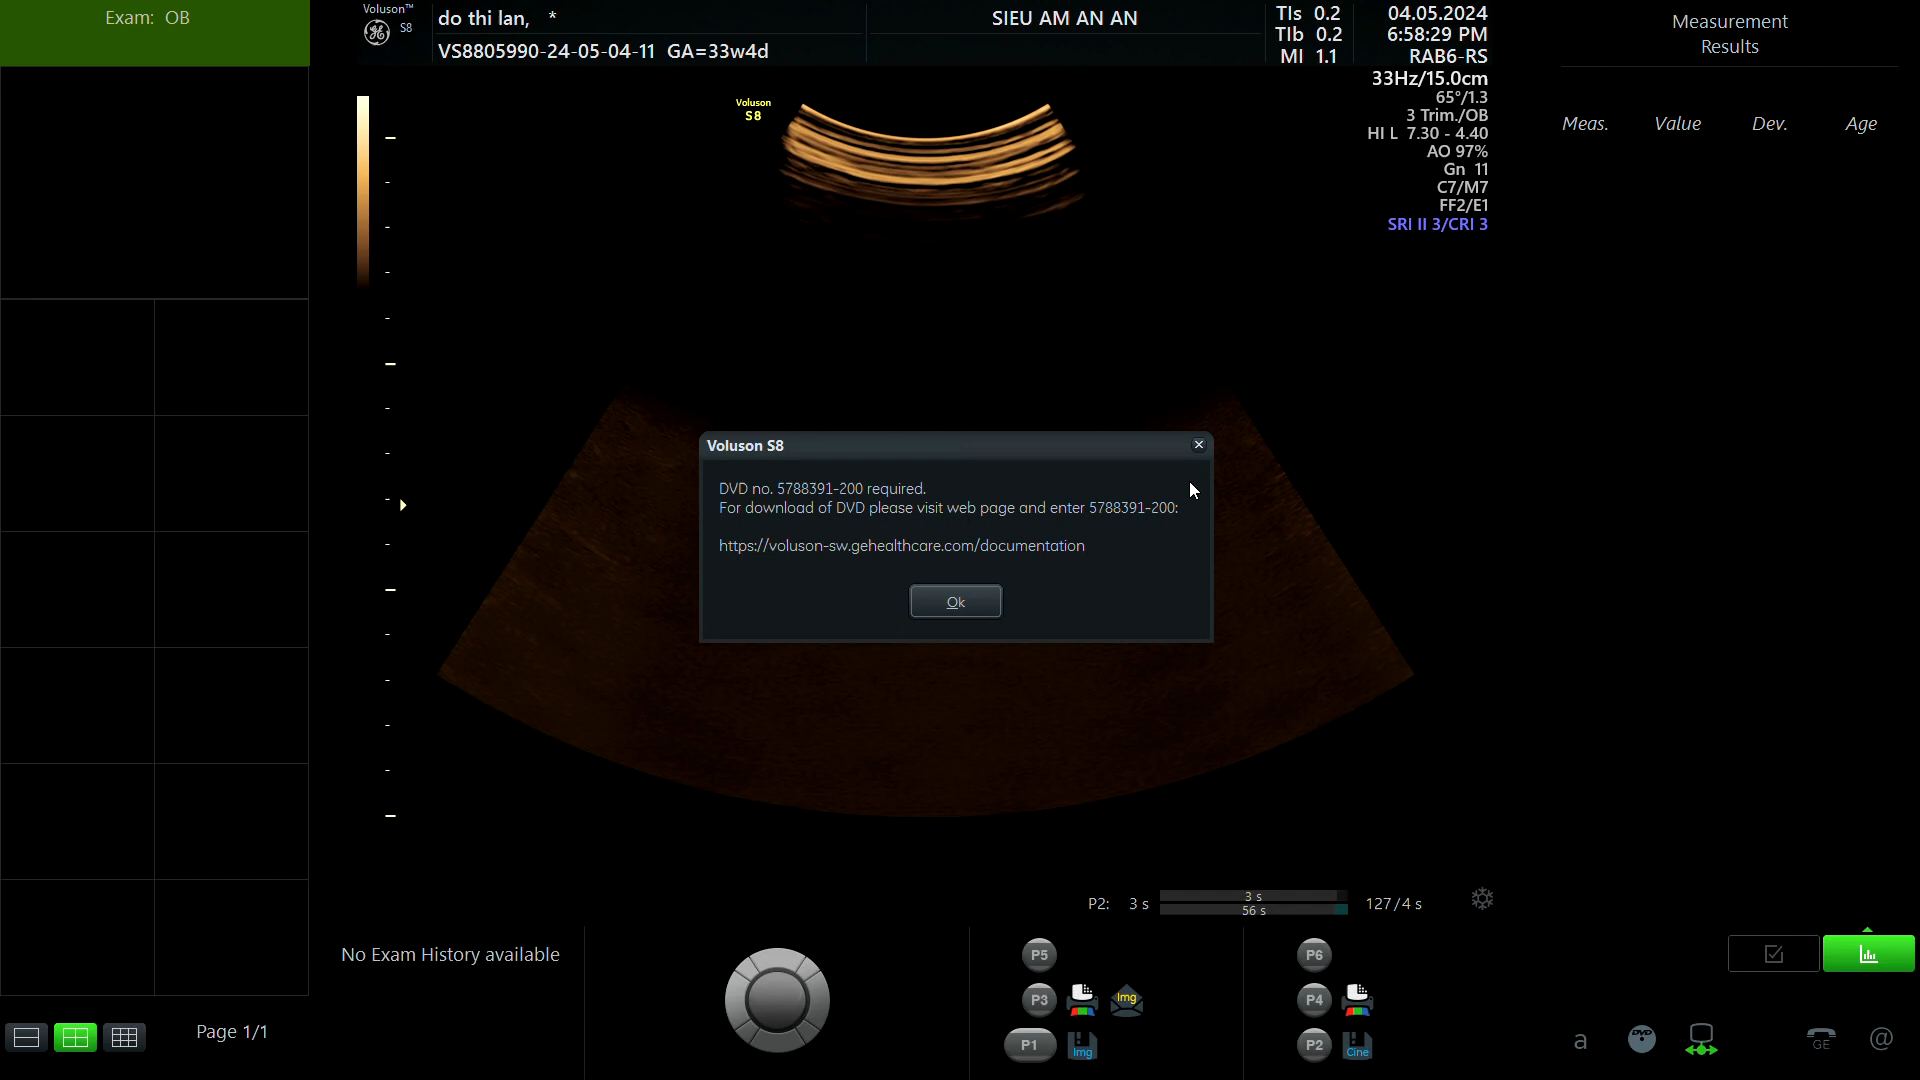 Exam: OB
Voluson™
S8
do thi lan, *
VS8805990-24-05-04-11 GA=33w4d
SIEU AM AN AN
TIs 0.2
TIb 0.2
MI 1.1
04.05.2024
6:58:29 PM
RAB6-RS
33Hz/15.0cm
65°/1.3
3 Trim./OB
HI L 7.30 - 4.40
AO 97%
Gn 11
C7/M7
FF2/E1
SRI II 3/CRI 3
Measurement
Results
Meas. Value Dev. Age
Voluson
S8
Voluson S8
DVD no. 5788391-200 required.
For download of DVD please visit web page and enter 5788391-200:
https://voluson-sw.gehealthcare.com/documentation
Ok
P2: 3 s
3 s
56 s
127/4 s
No Exam History available
P5
P3
Img
P1
Img
P6
P4
P2
Cine
Page 1/1
a
DVD
GE
@